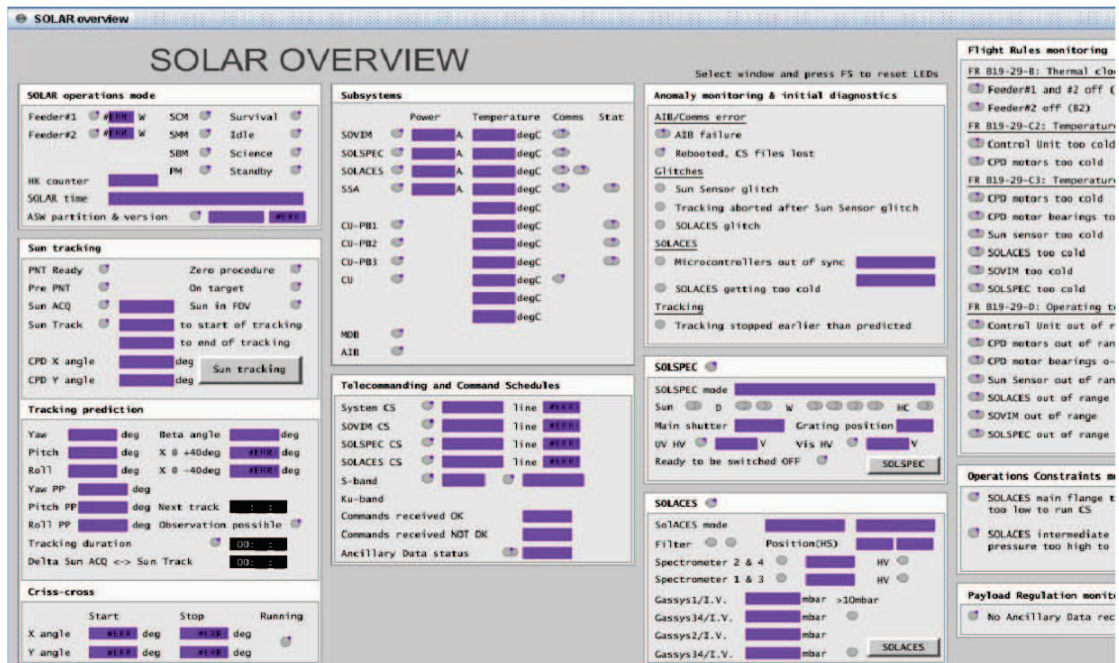 SOLAR overview
SOLAR OVERVIEW
Select window and press F5 to reset LEDs
SOLAR operations mode
Feeder#1 #ERR W SCM Survival
Feeder#2 #ERR W SMM Idle
SBM Science
PM Standby
HK counter
SOLAR time
ASW partition & version #ERR
Sun tracking
PNT Ready Zero procedure
Pre PNT On target
Sun ACQ Sun in FOV
Sun Track to start of tracking
to end of tracking
CPD X angle deg
CPD Y angle deg
Sun tracking
Tracking prediction
Yaw deg Beta angle deg
Pitch deg X @ +40deg #ERR deg
Roll deg X @ -40deg #ERR deg
Yaw PP deg
Pitch PP deg Next track : :
Roll PP deg Observation possible
Tracking duration 00: :
Delta Sun ACQ <-> Sun Track 00: :
Criss-cross
Start Stop Running
X angle #ERR deg #ERR deg
Y angle #ERR deg #ERR deg
Subsystems
Power Temperature Comms Stat
SOVIM A degC
SOLSPEC A degC
SOLACES A degC
SSA A degC
degC
CU-PB1 degC
CU-PB2 degC
CU-PB3 degC
CU degC
degC
degC
MDB
AIB
Telecommanding and Command Schedules
System CS line #ERR
SOVIM CS line #ERR
SOLSPEC CS line #ERR
SOLACES CS line #ERR
S-band
Ku-band
Commands received OK
Commands received NOT OK
Ancillary Data status
Anomaly monitoring & initial diagnostics
AIB/Comms error
AIB failure
Rebooted, CS files lost
Glitches
Sun Sensor glitch
Tracking aborted after Sun Sensor glitch
SOLACES glitch
SOLACES
Microcontrollers out of sync
SOLACES getting too cold
Tracking
Tracking stopped earlier than predicted
SOLSPEC
SOLSPEC mode
Sun D W HC
Main shutter Grating position
UV HV V Vis HV V
Ready to be switched OFF
SOLSPEC
SOLACES
SolACES mode
Filter Position(HS)
Spectrometer 2 & 4 HV
Spectrometer 1 & 3 HV
Gassys1/I.V. mbar >10mbar
Gassys34/I.V. mbar
Gassys2/I.V. mbar
Gassys34/I.V. mbar
SOLACES
Flight Rules monitoring
FR B19-29-B: Thermal clo
Feeder#1 and #2 off (
Feeder#2 off (B2)
FR B19-29-C2: Temperatur
Control Unit too cold
CPD motors too cold
FR B19-29-C3: Temperatur
CPD motors too cold
CPD motor bearings to
Sun sensor too cold
SOLACES too cold
SOVIM too cold
SOLSPEC too cold
FR B19-29-D: Operating t
Control Unit out of r
CPD motors out of ran
CPD motor bearings o
Sun Sensor out of ran
SOLACES out of range
SOVIM out of range
SOLSPEC out of range
Operations Constraints m
SOLACES main flange t
too low to run CS
SOLACES intermediate
pressure too high to
Payload Regulation monit
No Ancillary Data rec